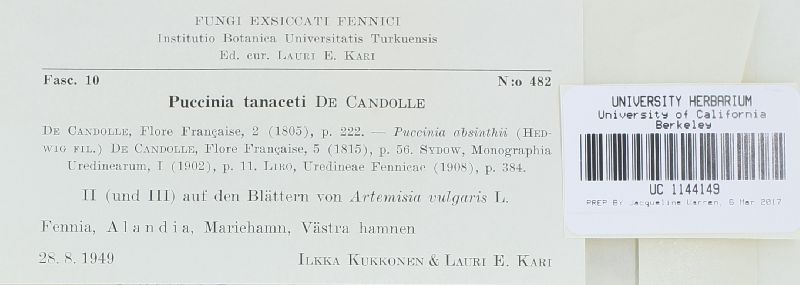 FUNGI EXSICCATI FENNICI
Institutio Botanica Universitatis Turkuensis
Ed. cur. LAURI E. KARI
Fasc. 10 N:o 482
Puccinia tanaceti DE CANDOLLE
DE CANDOLLE, Flore Française, 2 (1805), p. 222. — Puccinia absinthii (HED-
WIG FIL.) DE CANDOLLE, Flore Française, 5 (1815), p. 56. SYDOW, Monographia
Uredinearum, I (1902), p. 11. LIRO, Uredineae Fennicae (1908), p. 384.
II (und III) auf den Blättern von Artemisia vulgaris L.
Fennia, Alandia, Mariehamn, Västra hamnen
28. 8. 1949 ILKKA KUKKONEN & LAURI E. KARI
UNIVERSITY HERBARIUM
University of California
Berkeley
UC 1144149
PREP BY Jacqueline Warren, 6 Mar 2017